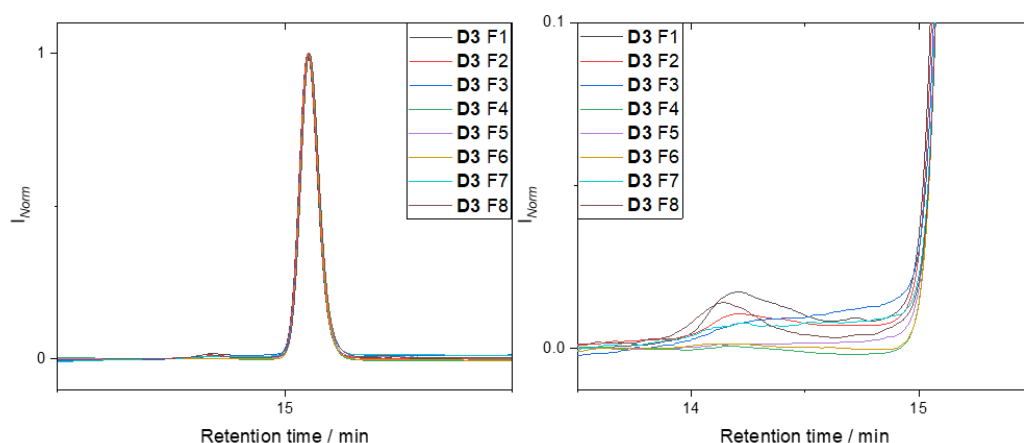 1
0
I Norm
15
Retention time / min
D3 F1
D3 F2
D3 F3
D3 F4
D3 F5
D3 F6
D3 F7
D3 F8
0.1
0.0
I Norm
14 15
Retention time / min
D3 F1
D3 F2
D3 F3
D3 F4
D3 F5
D3 F6
D3 F7
D3 F8